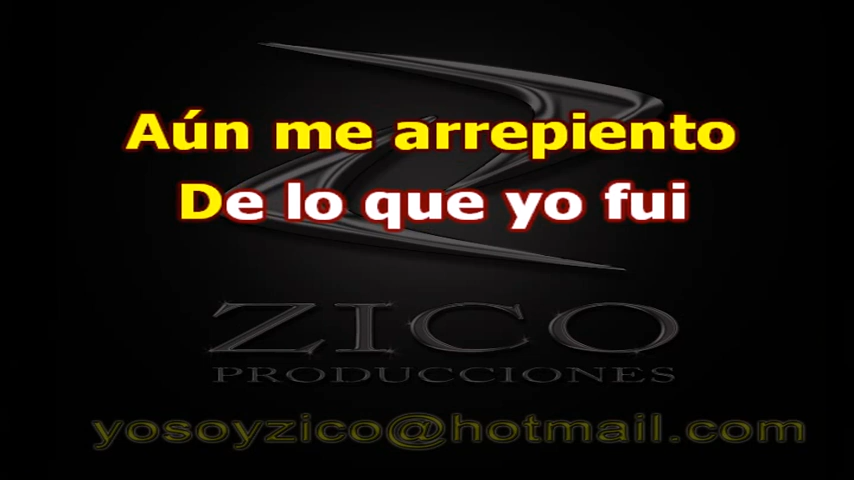 Aún me arrepiento
De lo que yo fui
ZICO
PRODUCCIONES
yosoyzico@hotmail.com